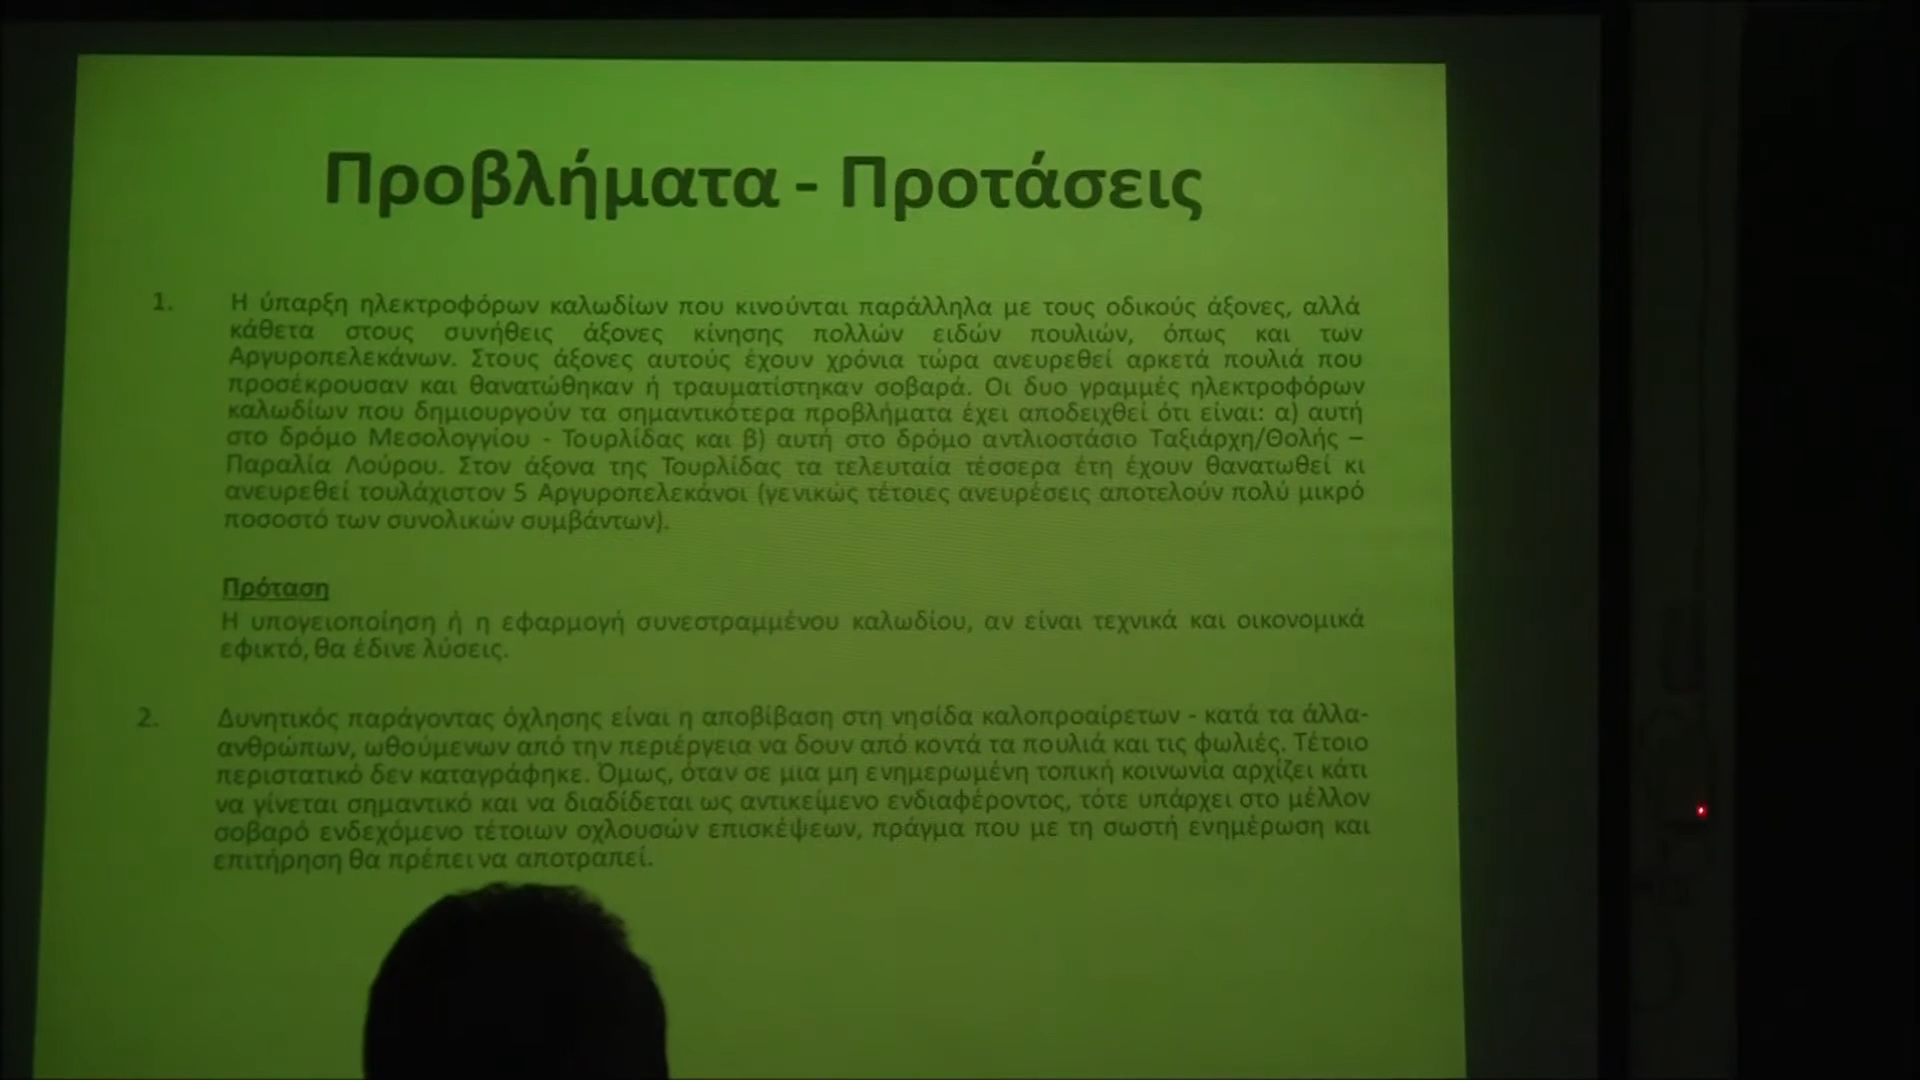 Προβλήματα - Προτάσεις
1. Η ύπαρξη ηλεκτροφόρων καλωδίων που κινούνται παράλληλα με τους οδικούς άξονες, αλλά
κάθετα στους συνήθεις άξονες κίνησης πολλών ειδών πουλιών, όπως και των
Αργυροπελεκάνων. Στους άξονες αυτούς έχουν χρόνια τώρα ανευρεθεί αρκετά πουλιά που
προσέκρουσαν και θανατώθηκαν ή τραυματίστηκαν σοβαρά. Οι δυο γραμμές ηλεκτροφόρων
καλωδίων που δημιουργούν τα σημαντικότερα προβλήματα έχει αποδειχθεί ότι είναι: α) αυτή
στο δρόμο Μεσολογγίου - Τουρλίδας και β) αυτή στο δρόμο αντλιοστάσιο Ταξιάρχη/Θολής –
Παραλία Λούρου. Στον άξονα της Τουρλίδας τα τελευταία τέσσερα έτη έχουν θανατωθεί κι
ανευρεθεί τουλάχιστον 5 Αργυροπελεκάνοι (γενικώς τέτοιες ανευρέσεις αποτελούν πολύ μικρό
ποσοστό των συνολικών συμβάντων).
Πρόταση
Η υπογειοποίηση ή η εφαρμογή συνεστραμμένου καλωδίου, αν είναι τεχνικά και οικονομικά
εφικτό, θα έδινε λύσεις.
2. Δυνητικός παράγοντας όχλησης είναι η αποβίβαση στη νησίδα καλοπροαίρετων - κατά τα άλλα-
ανθρώπων, ωθούμενων από την περιέργεια να δουν από κοντά τα πουλιά και τις φωλιές. Τέτοιο
περιστατικό δεν καταγράφηκε. Όμως, όταν σε μια μη ενημερωμένη τοπική κοινωνία αρχίζει κάτι
να γίνεται σημαντικό και να διαδίδεται ως αντικείμενο ενδιαφέροντος, τότε υπάρχει στο μέλλον
σοβαρό ενδεχόμενο τέτοιων οχλουσών επισκέψεων, πράγμα που με τη σωστή ενημέρωση και
επιτήρηση θα πρέπει να αποτραπεί.